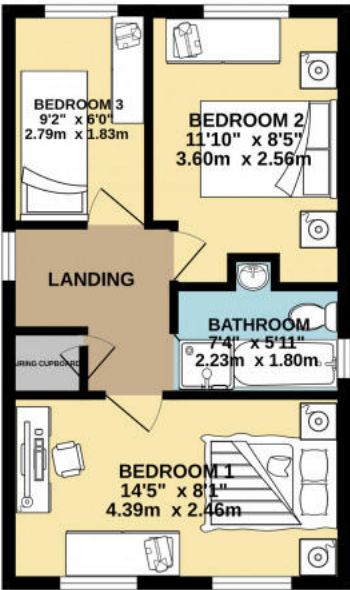 BEDROOM 3
9'2" x 6'0"
2.79m x 1.83m
BEDROOM 2
11'10" x 8'5"
3.60m x 2.56m
LANDING
BATHROOM
7'4" x 5'11"
2.23m x 1.80m
CUPBOARD
BEDROOM 1
14'5" x 8'1"
4.39m x 2.46m